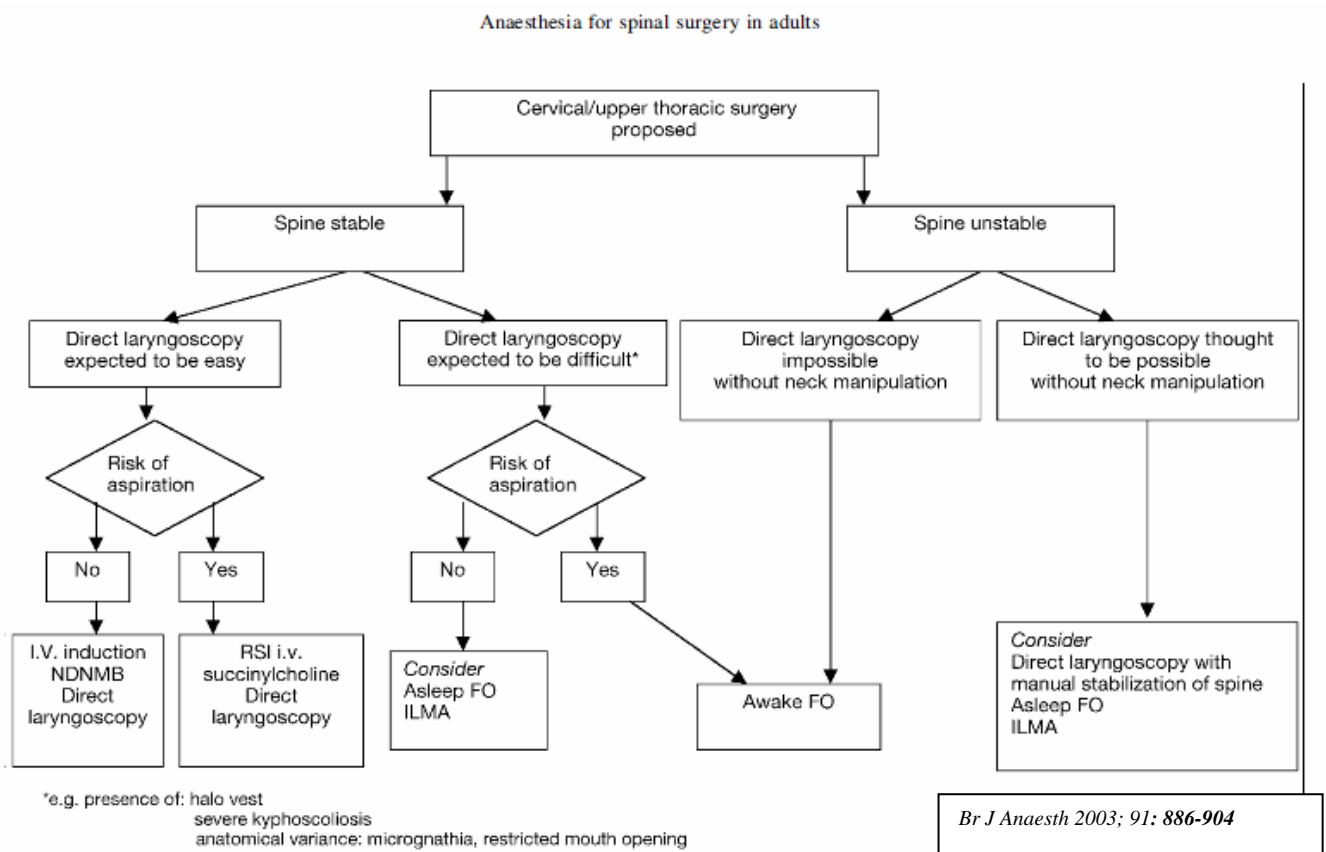 Anaesthesia for spinal surgery in adults
Cervical/upper thoracic surgery
proposed
Spine stable
Spine unstable
Direct laryngoscopy
expected to be easy
Direct laryngoscopy
expected to be difficult*
Direct laryngoscopy
impossible
without neck manipulation
Direct laryngoscopy thought
to be possible
without neck manipulation
Risk of
aspiration
Risk of
aspiration
No
Yes
No
Yes
I.V. induction
NDNMB
Direct
laryngoscopy
RSI i.v.
succinylcholine
Direct
laryngoscopy
Consider
Asleep FO
ILMA
Awake FO
Consider
Direct laryngoscopy with
manual stabilization of spine
Asleep FO
ILMA
*e.g. presence of: halo vest
severe kyphoscoliosis
anatomical variance: micrognathia, restricted mouth opening
Br J Anaesth 2003; 91: 886-904